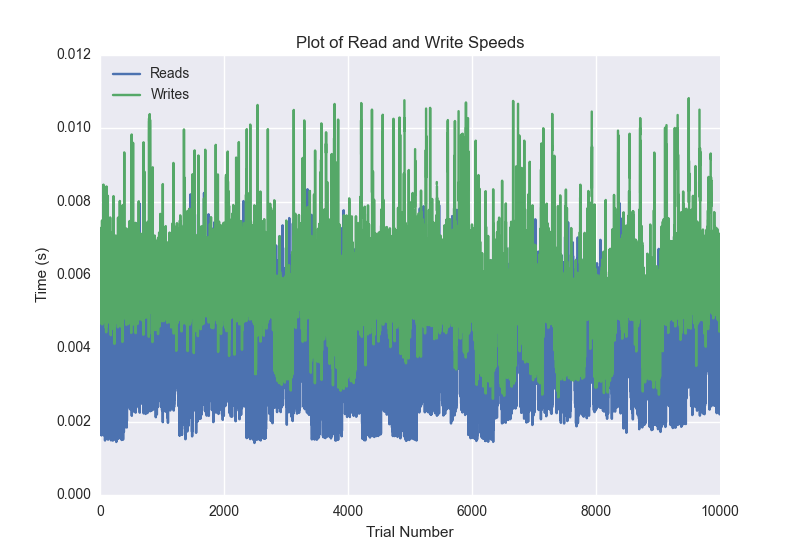 Plot of Read and Write Speeds
0.012
0.010
0.008
0.006
0.004
0.002
0.000
Time (s)
Reads
Writes
0 2000 4000 6000 8000 10000
Trial Number